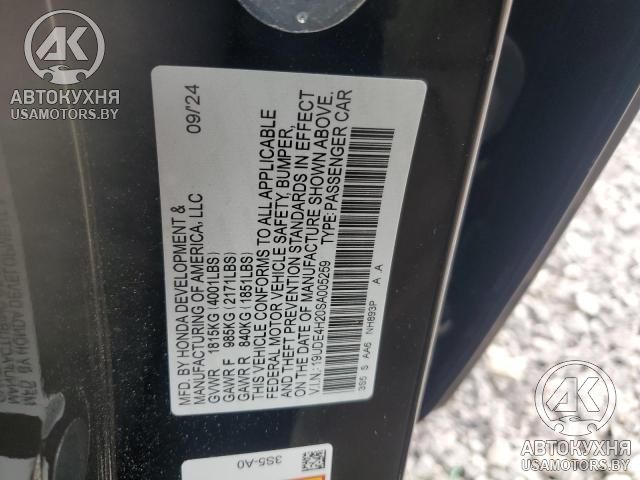 АВТОКУХНЯ
USAMOTORS.BY
09/24
MFD. BY HONDA DEVELOPMENT &
MANUFACTURING OF AMERICA, LLC
GVWR 1815KG (4001LBS)
GAWR F 985KG (2171LBS)
GAWR R 840KG (1851LBS)
THIS VEHICLE CONFORMS TO ALL APPLICABLE
FEDERAL MOTOR VEHICLE SAFETY, BUMPER,
AND THEFT PREVENTION STANDARDS IN EFFECT
ON THE DATE OF MANUFACTURE SHOWN ABOVE.
V.I.N.:19UDE4H20SA005259 TYPE:PASSENGER CAR
3S5 S AA6 NH893P A .A
3S5-A0
АВТОКУХНЯ
USAMOTORS.BY